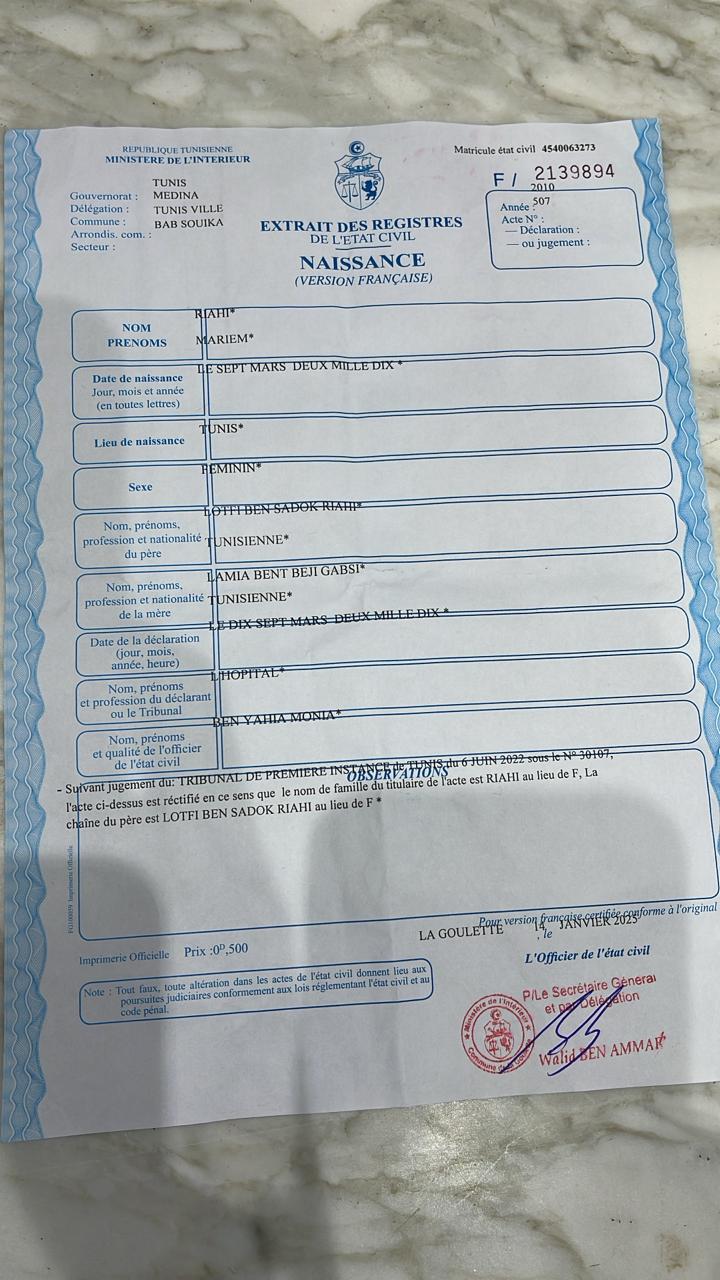 REPUBLIQUE TUNISIENNE
MINISTERE DE L'INTERIEUR
Matricule état civil 4540063273
F / 2139894
TUNIS
Gouvernorat : MEDINA
Délégation : TUNIS VILLE
Commune : BAB SOUIKA
Arrondis. com. :
Secteur :
2010
Année : 507
Acte N° :
— Déclaration :
— ou jugement :
EXTRAIT DES REGISTRES
DE L'ETAT CIVIL
NAISSANCE
(VERSION FRANÇAISE)
RIAHI*
NOM
PRENOMS
MARIEM*
LE SEPT MARS DEUX MILLE DIX *
Date de naissance
Jour, mois et année
(en toutes lettres)
TUNIS*
Lieu de naissance
FEMININ*
Sexe
LOTFI BEN SADOK RIAHI*
Nom, prénoms,
profession et nationalité
du père
TUNISIENNE*
LAMIA BENT BEJI GABSI*
Nom, prénoms,
profession et nationalité
de la mère
TUNISIENNE*
LE DIX SEPT MARS DEUX MILLE DIX *
Date de la déclaration
(jour, mois,
année, heure)
L'HOPITAL*
Nom, prénoms
et profession du déclarant
ou le Tribunal
BEN YAHIA MONIA*
Nom, prénoms
et qualité de l'officier
de l'état civil
OBSERVATIONS
- Suivant jugement du: TRIBUNAL DE PREMIERE INSTANCE de TUNIS du 6 JUIN 2022 sous le N° 30107,
l'acte ci-dessus est réctifié en ce sens que le nom de famille du titulaire de l'acte est RIAHI au lieu de F, La
chaîne du père est LOTFI BEN SADOK RIAHI au lieu de F *
Imprimerie Officielle
Pour version française certifiée conforme à l'original
LA GOULETTE , le 14 JANVIER 2025
Imprimerie Officielle Prix :0ᴰ,500
L'Officier de l'état civil
Note : Tout faux, toute altération dans les actes de l'état civil donnent lieu aux
poursuites judiciaires conformement aux lois réglementant l'état civil et au
code pénal.
P/Le Secrétaire Général
et par Délégation
Ministère de l'Intérieur
Walid BEN AMMAR